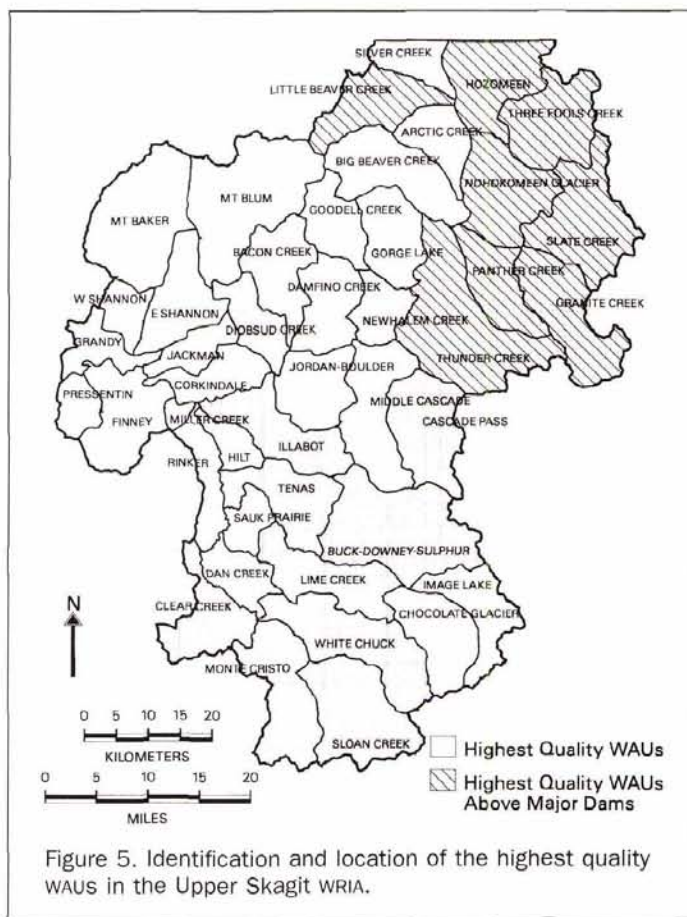 SILVER CREEK
LITTLE BEAVER CREEK
HOZOMEEN
THREE FOOLS CREEK
ARCTIC CREEK
BIG BEAVER CREEK
NOHOKOMEEN GLACIER
MT BLUM
MT BAKER
GOODELL CREEK
SLATE CREEK
BACON CREEK
GORGE LAKE
PANTHER CREEK
DAMFINO CREEK
W SHANNON
GRANITE CREEK
E SHANNON
NEWHALEM CREEK
DIOBSUD CREEK
GRANDY
JACKMAN
JORDAN-BOULDER
THUNDER CREEK
CORKINDALE
PRESSENTIN
MIDDLE CASCADE
FINNEY
MILLER CREEK
CASCADE PASS
ILLABOT
HILT
RINKER
TENAS
SAUK PRAIRIE
BUCK-DOWNEY-SULPHUR
DAN CREEK
LIME CREEK
IMAGE LAKE
CLEAR CREEK
CHOCOLATE GLACIER
WHITE CHUCK
MONTE CRISTO
SLOAN CREEK
N
0 5 10 15 20
KILOMETERS
0 5 10 15 20
MILES
Highest Quality WAUs
Highest Quality WAUs
Above Major Dams
Figure 5. Identification and location of the highest quality
WAUs in the Upper Skagit WRIA.